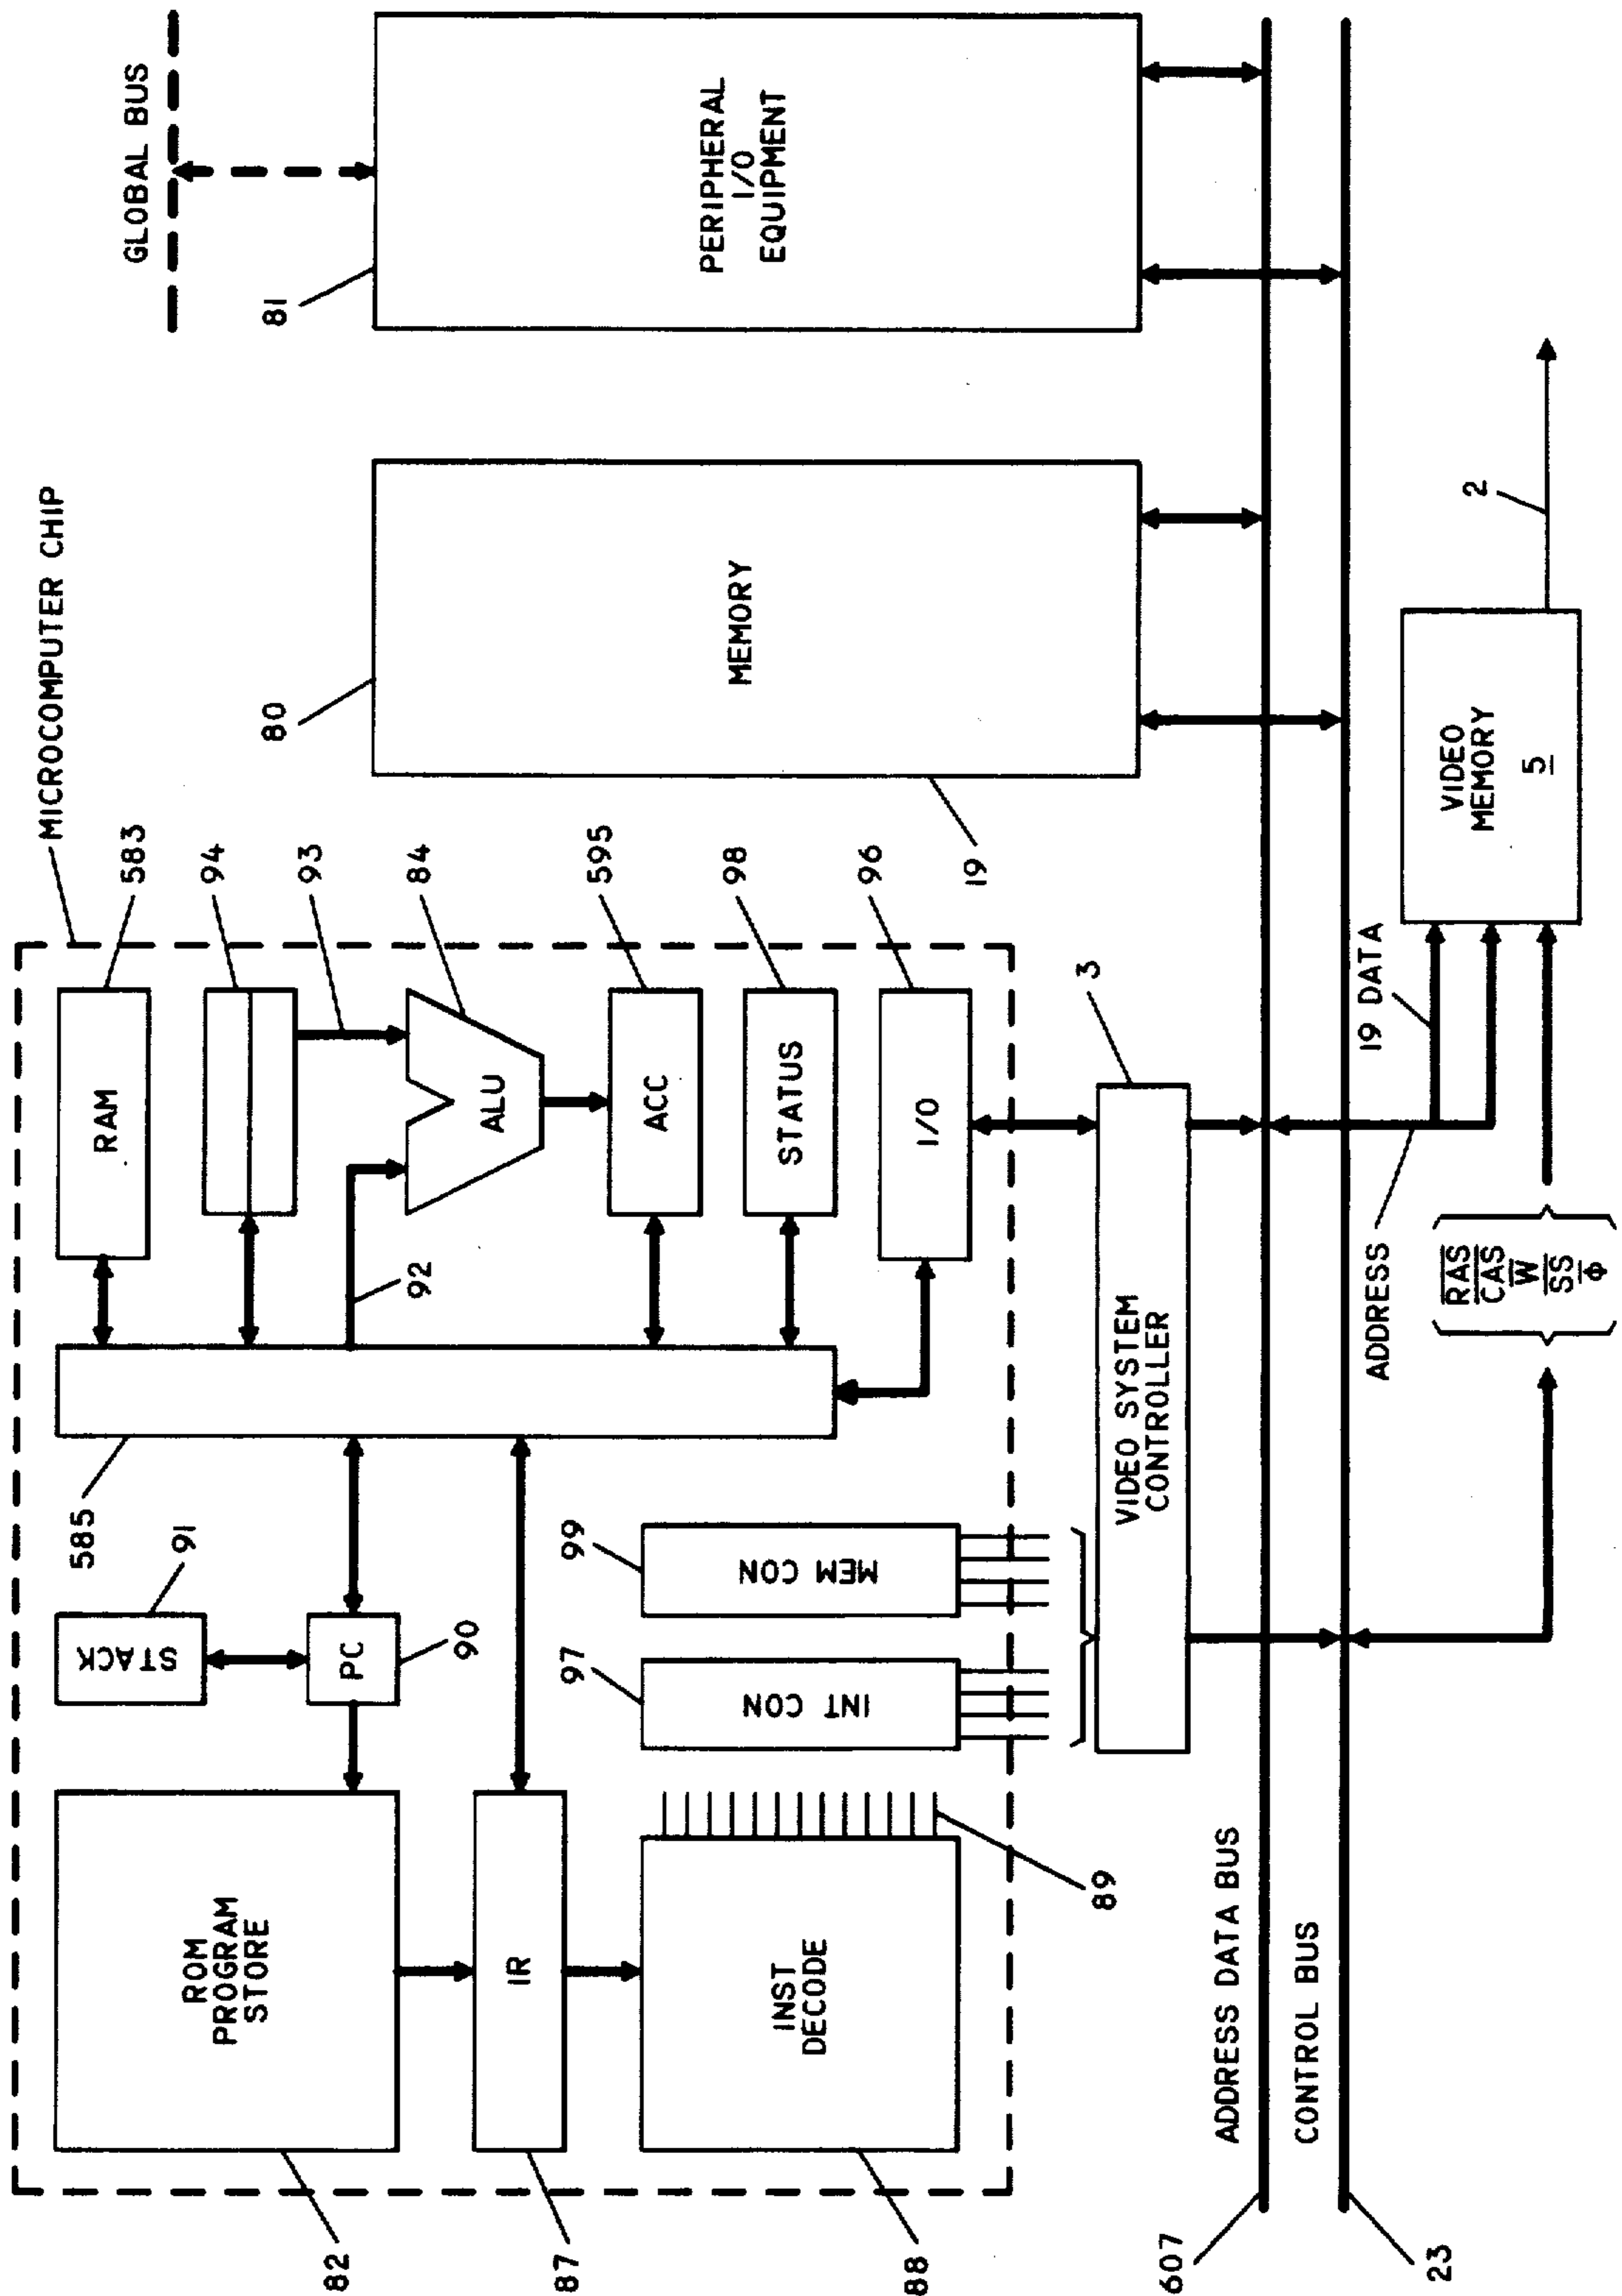 GLOBAL BUS
MICROCOMPUTER CHIP
82
ROM
PROGRAM
STORE
87
IR
88
INST
DECODE
89
STACK
91
PC
90
585
92
RAM
583
94
93
ALU
84
ACC
595
STATUS
98
I/O
96
97
INT CON
99
MEM CON
80
MEMORY
19
81
PERIPHERAL
I/O
EQUIPMENT
VIDEO SYSTEM
CONTROLLER
3
ADDRESS DATA BUS
607
CONTROL BUS
23
ADDRESS
19 DATA
RAS
CAS
W
SS
Φ
VIDEO
MEMORY
5
2